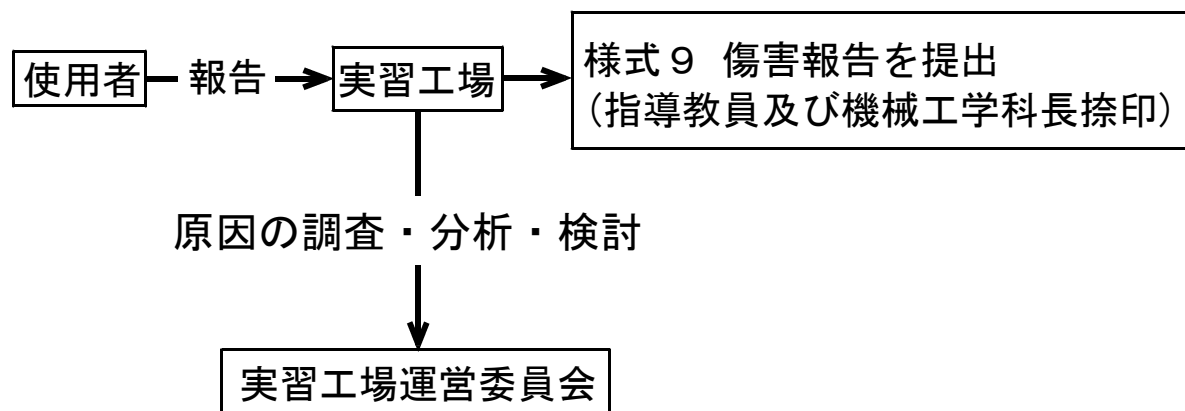 使用者
報告
実習工場
様式９ 傷害報告を提出
（指導教員及び機械工学科長捺印）
原因の調査・分析・検討
実習工場運営委員会